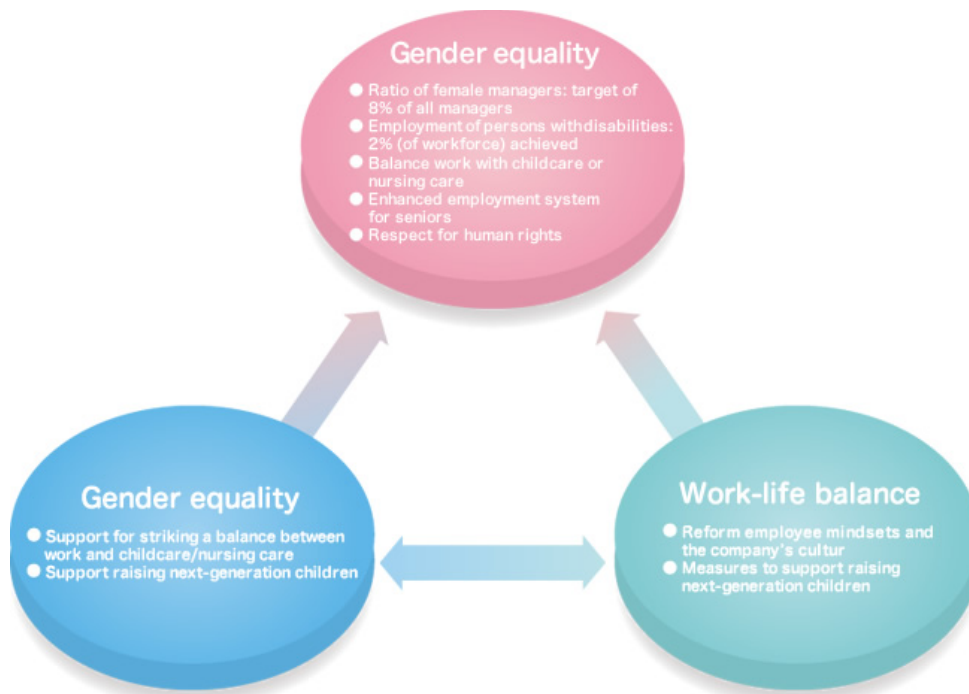 Gender equality
● Ratio of female managers: target of
8% of all managers
● Employment of persons withdisabilities:
2% (of workforce) achieved
● Balance work with childcare or
nursing care
● Enhanced employment system
for seniors
● Respect for human rights
Gender equality
● Support for striking a balance between
work and childcare/nursing care
● Support raising next-generation children
Work-life balance
● Reform employee mindsets and
the company's cultur
● Measures to support raising
next-generation children